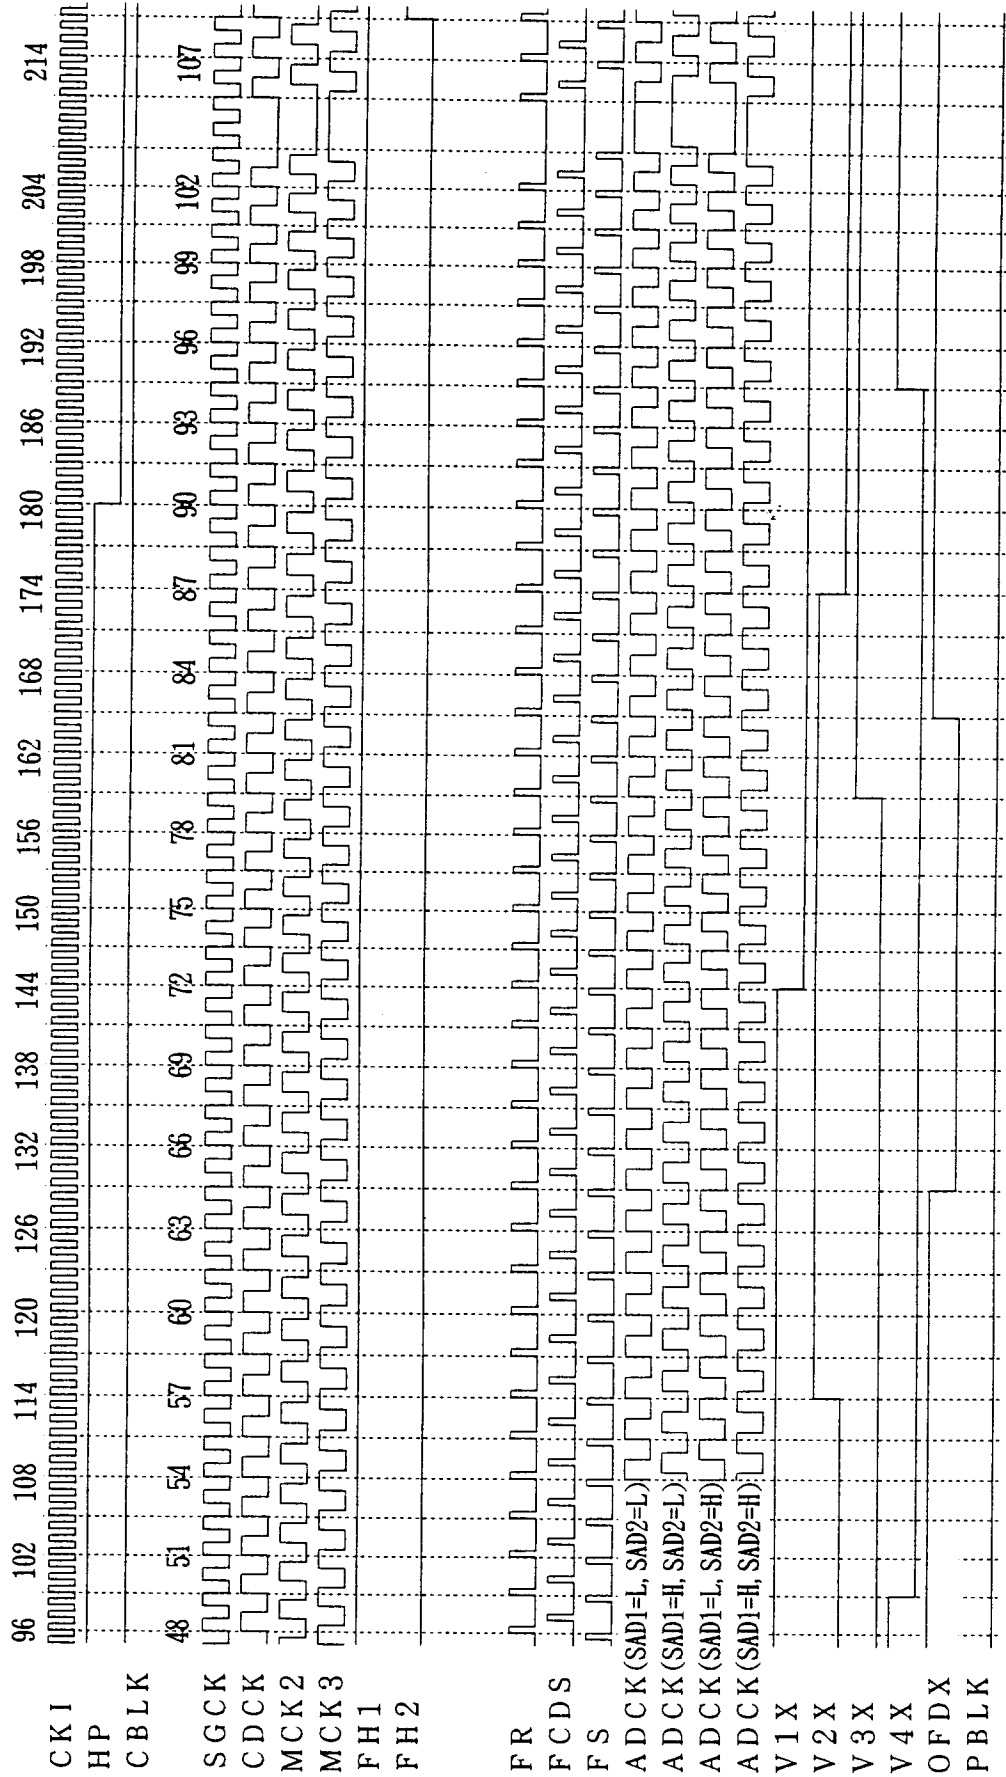 96 102 108 114 120 126 132 138 144 150 156 162 168 174 180 186 192 198 204 214
CKI
HP
CBLK
48 51 54 57 60 63 66 69 72 75 78 81 84 87 90 93 96 99 102 107
SGCK
CDCK
MCK2
MCK3
FH1
FH2
FR
FCDS
FS
ADCK(SAD1=L, SAD2=L)
ADCK(SAD1=H, SAD2=L)
ADCK(SAD1=L, SAD2=H)
ADCK(SAD1=H, SAD2=H)
V1X
V2X
V3X
V4X
OFDX
PBLK